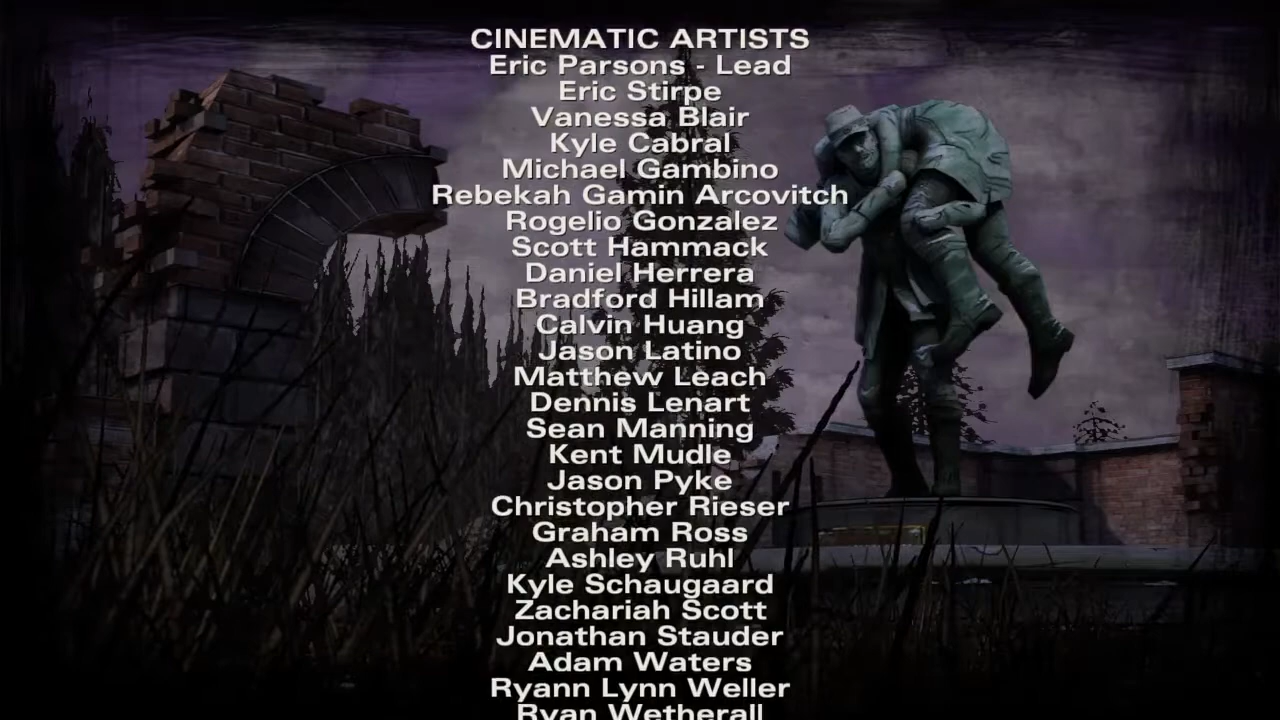 CINEMATIC ARTISTS
Eric Parsons - Lead
Eric Stirpe
Vanessa Blair
Kyle Cabral
Michael Gambino
Rebekah Gamin Arcovitch
Rogelio Gonzalez
Scott Hammack
Daniel Herrera
Bradford Hillam
Calvin Huang
Jason Latino
Matthew Leach
Dennis Lenart
Sean Manning
Kent Mudle
Jason Pyke
Christopher Rieser
Graham Ross
Ashley Ruhl
Kyle Schaugaard
Zachariah Scott
Jonathan Stauder
Adam Waters
Ryann Lynn Weller
Ryan Wetherall